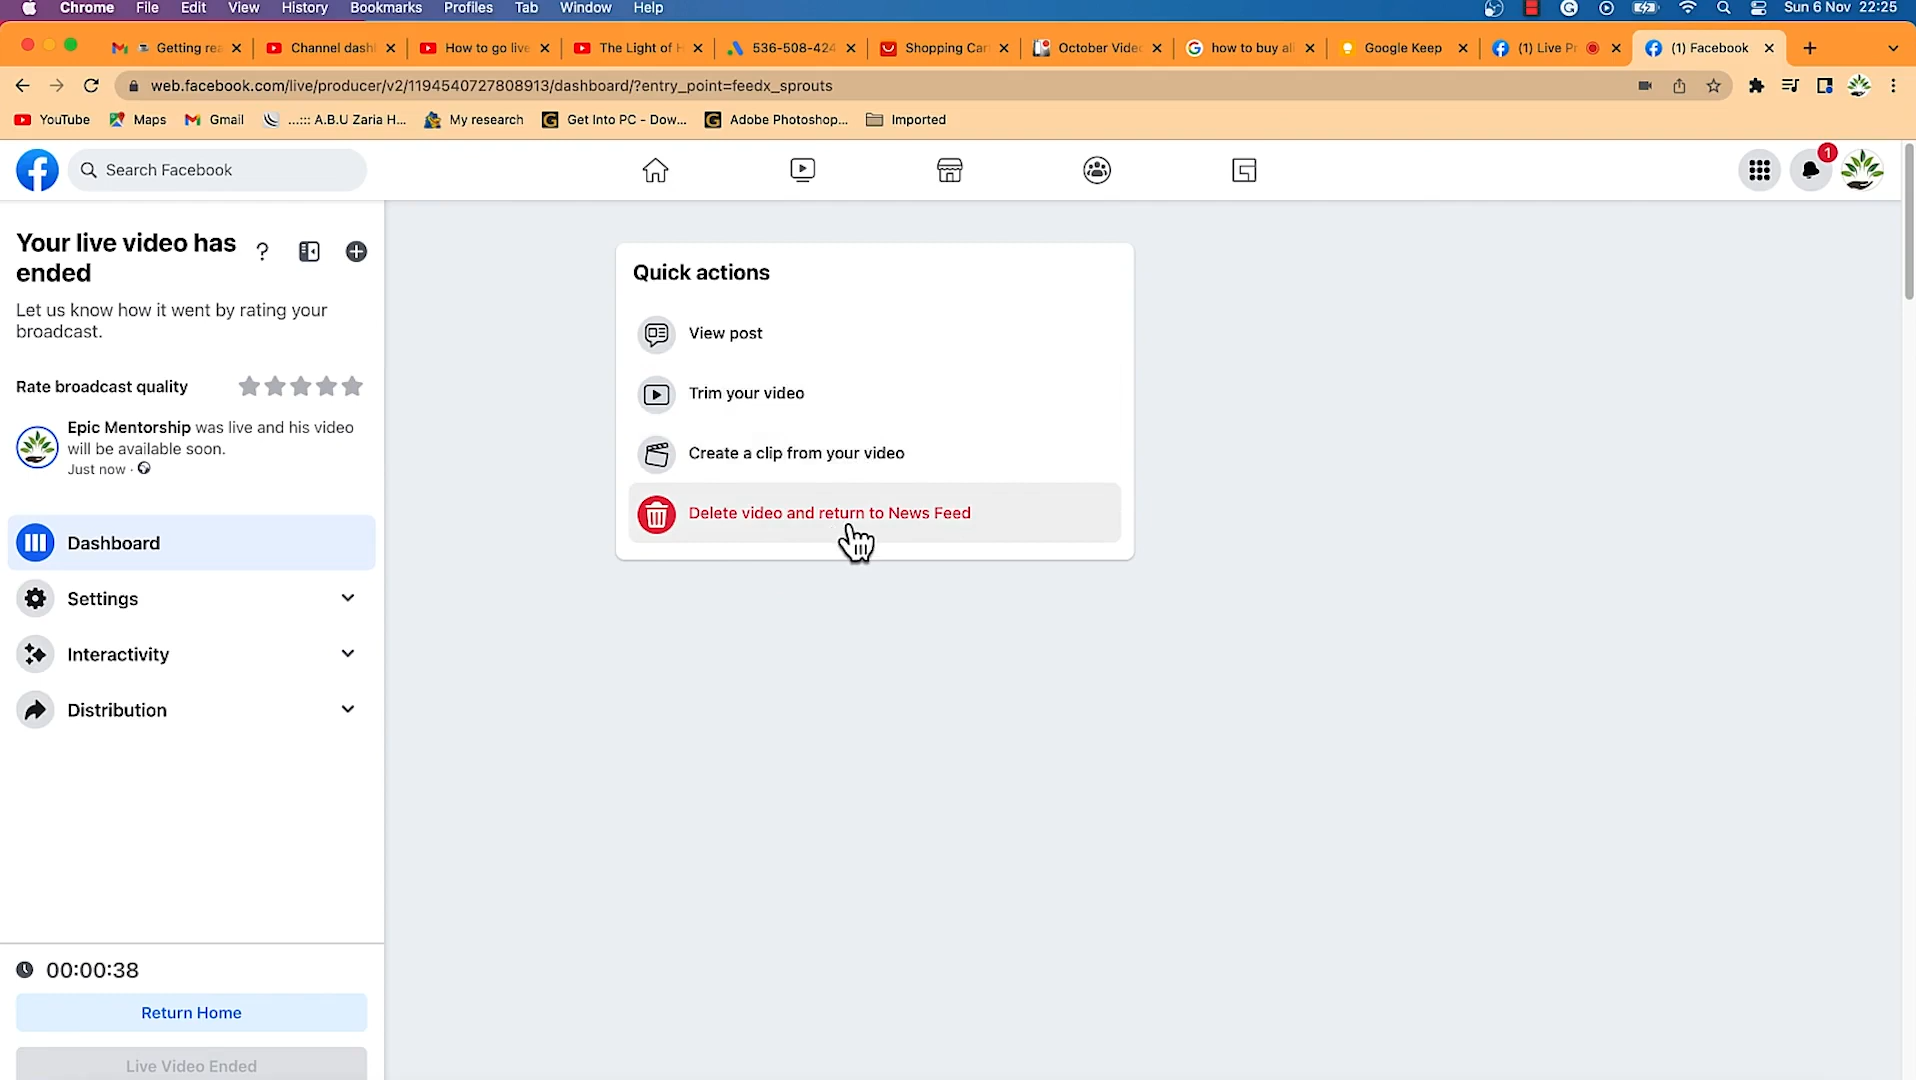 Chrome File Edit View History Bookmarks Profiles Tab Window Help Sun 6 Nov 22:25
Getting rea Channel dash How to go live The Light of H 536-508-424 Shopping Car October Video how to buy ali Google Keep (1) Live Pr (1) Facebook
web.facebook.com/live/producer/v2/1194540727808913/dashboard/?entry_point=feedx_sprouts
YouTube Maps Gmail ...::: A.B.U Zaria H... My research Get Into PC - Dow... Adobe Photoshop... Imported
Search Facebook
1
Your live video has
ended
Let us know how it went by rating your
broadcast.
Rate broadcast quality
Epic Mentorship was live and his video
will be available soon.
Just now ·
Dashboard
Settings
Interactivity
Distribution
00:00:38
Return Home
Live Video Ended
Quick actions
View post
Trim your video
Create a clip from your video
Delete video and return to News Feed